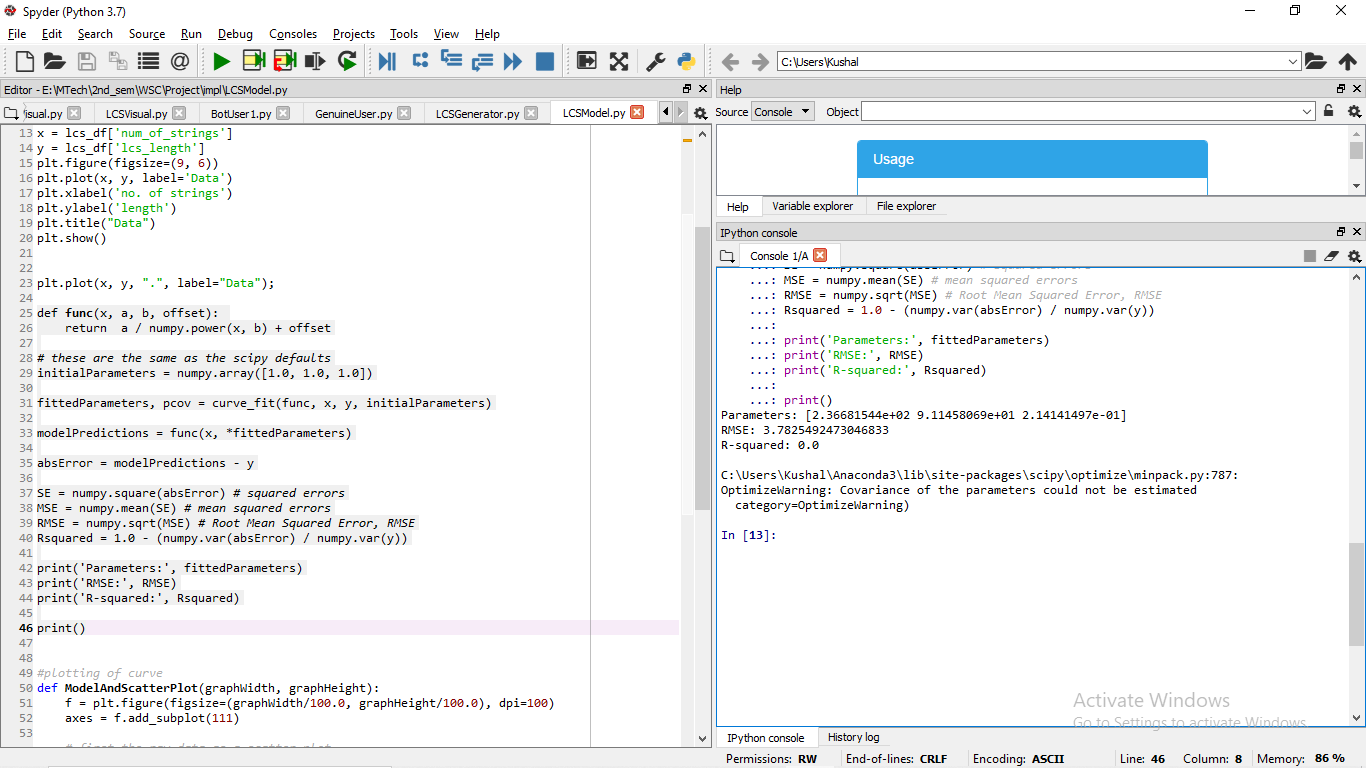 Spyder (Python 3.7)
File Edit Search Source Run Debug Consoles Projects Tools View Help
C:\Users\Kushal
Editor - E:\MTech\2nd_sem\WSC\Project\impl\LCSModel.py
isual.py LCSVisual.py BotUser1.py GenuineUser.py LCSGenerator.py LCSModel.py
13 x = lcs_df['num_of_strings']
14 y = lcs_df['lcs_length']
15 plt.figure(figsize=(9, 6))
16 plt.plot(x, y, label='Data')
17 plt.xlabel('no. of strings')
18 plt.ylabel('length')
19 plt.title("Data")
20 plt.show()
21
22
23 plt.plot(x, y, ".", label="Data");
24
25 def func(x, a, b, offset):
26 return a / numpy.power(x, b) + offset
27
28 # these are the same as the scipy defaults
29 initialParameters = numpy.array([1.0, 1.0, 1.0])
30
31 fittedParameters, pcov = curve_fit(func, x, y, initialParameters)
32
33 modelPredictions = func(x, *fittedParameters)
34
35 absError = modelPredictions - y
36
37 SE = numpy.square(absError) # squared errors
38 MSE = numpy.mean(SE) # mean squared errors
39 RMSE = numpy.sqrt(MSE) # Root Mean Squared Error, RMSE
40 Rsquared = 1.0 - (numpy.var(absError) / numpy.var(y))
41
42 print('Parameters:', fittedParameters)
43 print('RMSE:', RMSE)
44 print('R-squared:', Rsquared)
45
46 print()
47
48
49 #plotting of curve
50 def ModelAndScatterPlot(graphWidth, graphHeight):
51 f = plt.figure(figsize=(graphWidth/100.0, graphHeight/100.0), dpi=100)
52 axes = f.add_subplot(111)
53
# first the raw data as a scatter plot
Help
Source Console Object
Usage
Help Variable explorer File explorer
IPython console
Console 1/A
...: SE = numpy.square(absError) # squared errors
...: MSE = numpy.mean(SE) # mean squared errors
...: RMSE = numpy.sqrt(MSE) # Root Mean Squared Error, RMSE
...: Rsquared = 1.0 - (numpy.var(absError) / numpy.var(y))
...:
...: print('Parameters:', fittedParameters)
...: print('RMSE:', RMSE)
...: print('R-squared:', Rsquared)
...:
...: print()
Parameters: [2.36681544e+02 9.11458069e+01 2.14141497e-01]
RMSE: 3.7825492473046833
R-squared: 0.0
C:\Users\Kushal\Anaconda3\lib\site-packages\scipy\optimize\minpack.py:787:
OptimizeWarning: Covariance of the parameters could not be estimated
category=OptimizeWarning)
In [13]:
Activate Windows
Go to Settings to activate Windows.
IPython console History log
Permissions: RW End-of-lines: CRLF Encoding: ASCII Line: 46 Column: 8 Memory: 86 %